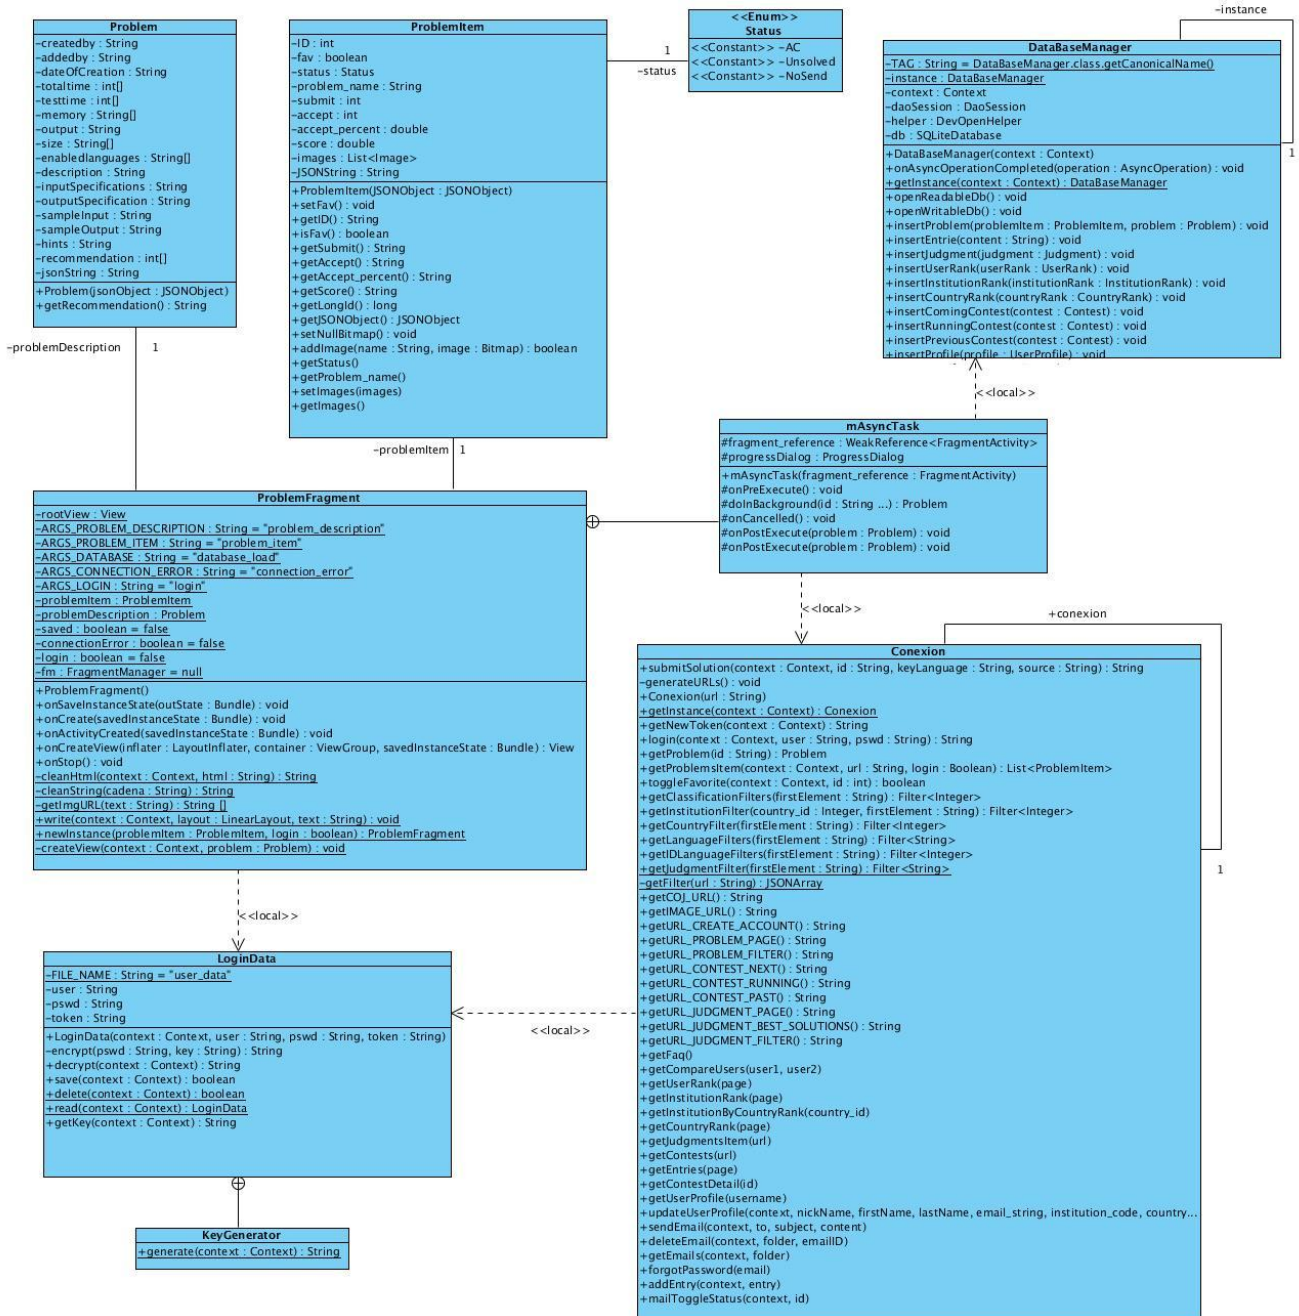 Problem
-createdby : String
-addedby : String
-dateOfCreation : String
-totaltime : int[]
-testtime : int[]
-memory : String[]
-output : String
-size : String[]
-enabledlanguages : String[]
-description : String
-inputSpecifications : String
-outputSpecification : String
-sampleInput : String
-sampleOutput : String
-hints : String
-recommendation : int[]
-jsonString : String
+Problem(jsonObject : JSONObject)
+getRecommendation() : String
-problemDescription
1
ProblemItem
-ID : int
-fav : boolean
-status : Status
-problem_name : String
-submit : int
-accept : int
-accept_percent : double
-score : double
-images : List<Image>
-JSONString : String
+ProblemItem(JSONObject : JSONObject)
+setFav() : void
+getID() : String
+isFav() : boolean
+getSubmit() : String
+getAccept() : String
+getAccept_percent() : String
+getScore() : String
+getLongId() : long
+getJSONObject() : JSONObject
+setNullBitmap() : void
+addImage(name : String, image : Bitmap) : boolean
+getStatus()
+getProblem_name()
+setImages(images)
+getImages()
-problemItem
1
1
-status
<<Enum>>
Status
<<Constant>> -AC
<<Constant>> -Unsolved
<<Constant>> -NoSend
-instance
1
DataBaseManager
-TAG : String = DataBaseManager.class.getCanonicalName()
-instance : DataBaseManager
-context : Context
-daoSession : DaoSession
-helper : DevOpenHelper
-db : SQLiteDatabase
+DataBaseManager(context : Context)
+onAsyncOperationCompleted(operation : AsyncOperation) : void
+getInstance(context : Context) : DataBaseManager
+openReadableDb() : void
+openWritableDb() : void
+insertProblem(problemItem : ProblemItem, problem : Problem) : void
+insertEntrie(content : String) : void
+insertJudgment(judgment : Judgment) : void
+insertUserRank(userRank : UserRank) : void
+insertInstitutionRank(institutionRank : InstitutionRank) : void
+insertCountryRank(countryRank : CountryRank) : void
+insertComingContest(contest : Contest) : void
+insertRunningContest(contest : Contest) : void
+insertPreviousContest(contest : Contest) : void
+insertProfile(profile : UserProfile) : void
<<local>>
mAsyncTask
#fragment_reference : WeakReference<FragmentActivity>
#progressDialog : ProgressDialog
+mAsyncTask(fragment_reference : FragmentActivity)
#onPreExecute() : void
#doInBackground(id : String ...) : Problem
#onCancelled() : void
#onPostExecute(problem : Problem) : void
#onPostExecute(problem : Problem) : void
<<local>>
ProblemFragment
-rootView : View
-ARGS_PROBLEM_DESCRIPTION : String = "problem_description"
-ARGS_PROBLEM_ITEM : String = "problem_item"
-ARGS_DATABASE : String = "database_load"
-ARGS_CONNECTION_ERROR : String = "connection_error"
-ARGS_LOGIN : String = "login"
-problemItem : ProblemItem
-problemDescription : Problem
-saved : boolean = false
-connectionError : boolean = false
-login : boolean = false
-fm : FragmentManager = null
+ProblemFragment()
+onSaveInstanceState(outState : Bundle) : void
+onCreate(savedInstanceState : Bundle) : void
+onActivityCreated(savedInstanceState : Bundle) : void
+onCreateView(inflater : LayoutInflater, container : ViewGroup, savedInstanceState : Bundle) : View
+onStop() : void
-cleanHtml(context : Context, html : String) : String
-cleanString(cadena : String) : String
-getImgURL(text : String) : String []
+write(context : Context, layout : LinearLayout, text : String) : void
+newInstance(problemItem : ProblemItem, login : boolean) : ProblemFragment
-createView(context : Context, problem : Problem) : void
<<local>>
LoginData
-FILE_NAME : String = "user_data"
-user : String
-pswd : String
-token : String
+LoginData(context : Context, user : String, pswd : String, token : String)
-encrypt(pswd : String, key : String) : String
+decrypt(context : Context) : String
+save(context : Context) : boolean
+delete(context : Context) : boolean
+read(context : Context) : LoginData
+getKey(context : Context) : String
KeyGenerator
+generate(context : Context) : String
<<local>>
+conexion
1
Conexion
+submitSolution(context : Context, id : String, keyLanguage : String, source : String) : String
-generateURLs() : void
+Conexion(url : String)
+getInstance(context : Context) : Conexion
+getNewToken(context : Context) : String
+login(context : Context, user : String, pswd : String) : String
+getProblem(id : String) : Problem
+getProblemsItem(context : Context, url : String, login : Boolean) : List<ProblemItem>
+toggleFavorite(context : Context, id : int) : boolean
+getClassificationFilters(firstElement : String) : Filter<Integer>
+getInstitutionFilter(country_id : Integer, firstElement : String) : Filter<Integer>
+getCountryFilter(firstElement : String) : Filter<Integer>
+getLanguageFilters(firstElement : String) : Filter<String>
+getIDLanguageFilters(firstElement : String) : Filter<Integer>
+getJudgmentFilter(firstElement : String) : Filter<String>
-getFilter(url : String) : JSONArray
+getCOJ_URL() : String
+getIMAGE_URL() : String
+getURL_CREATE_ACCOUNT() : String
+getURL_PROBLEM_PAGE() : String
+getURL_PROBLEM_FILTER() : String
+getURL_CONTEST_NEXT() : String
+getURL_CONTEST_RUNNING() : String
+getURL_CONTEST_PAST() : String
+getURL_JUDGMENT_PAGE() : String
+getURL_JUDGMENT_BEST_SOLUTIONS() : String
+getURL_JUDGMENT_FILTER() : String
+getFaq()
+getCompareUsers(user1, user2)
+getUserRank(page)
+getInstitutionRank(page)
+getInstitutionByCountryRank(country_id)
+getCountryRank(page)
+getJudgmentsItem(url)
+getContests(url)
+getEntries(page)
+getContestDetail(id)
+getUserProfile(username)
+updateUserProfile(context, nickName, firstName, lastName, email_string, institution_code, country...
+sendEmail(context, to, subject, content)
+deleteEmail(context, folder, emailID)
+getEmails(context, folder)
+forgotPassword(email)
+addEntry(context, entry)
+mailToggleStatus(context, id)